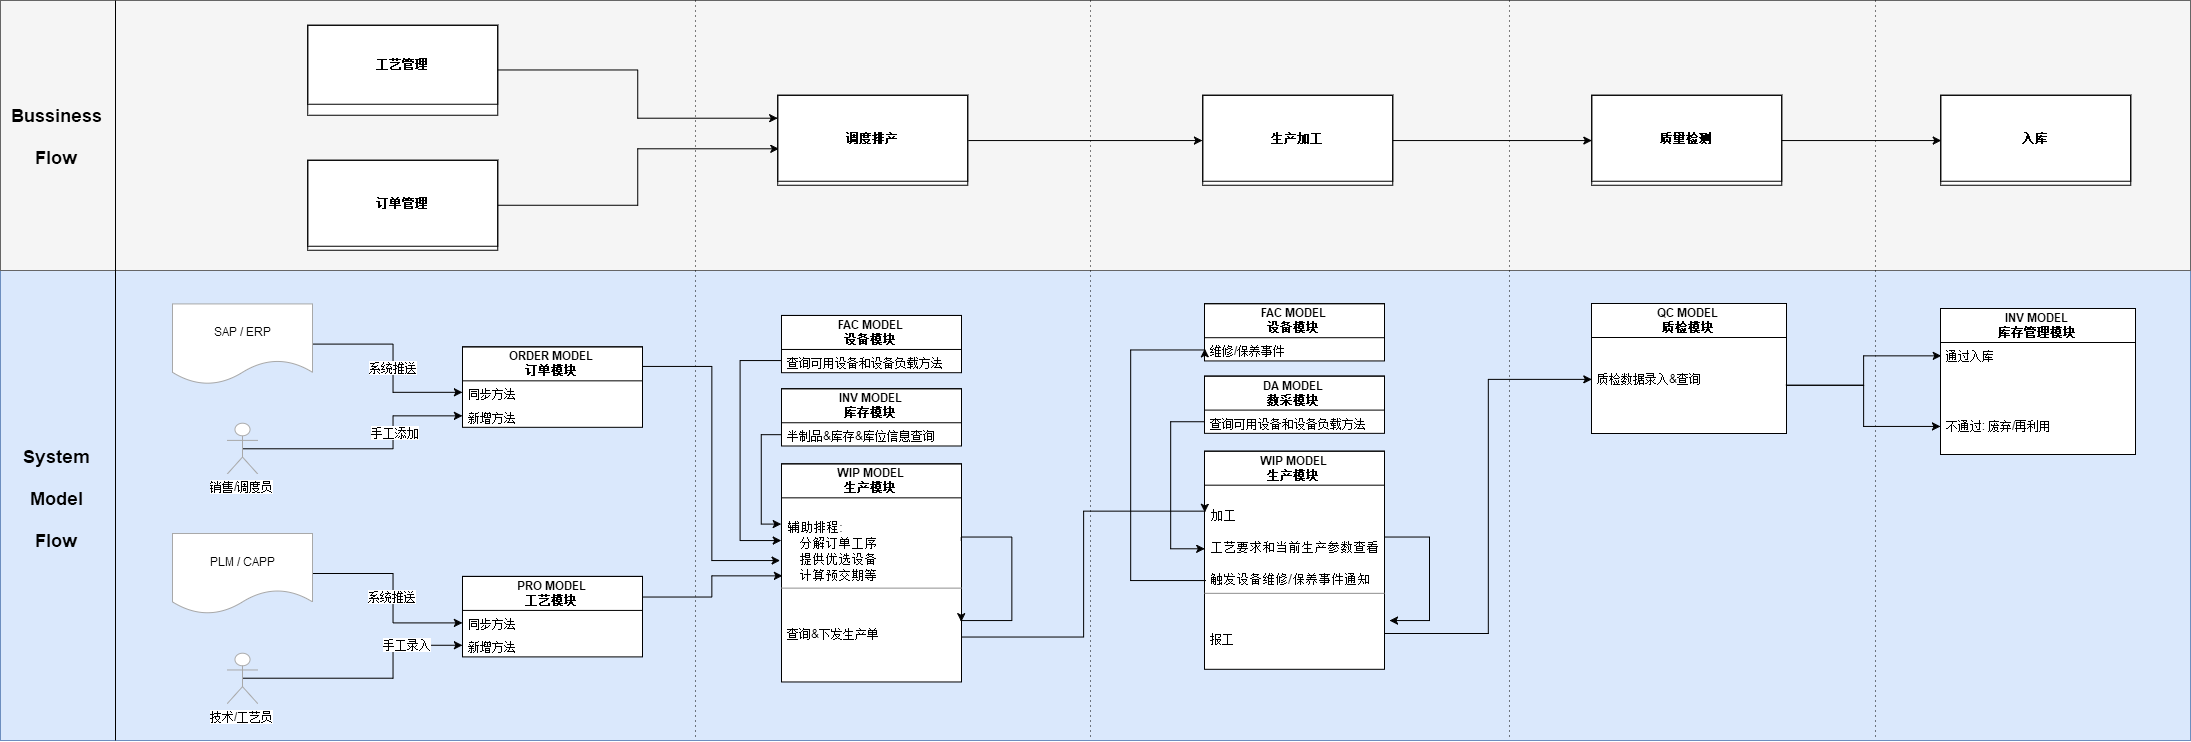 Bussiness
Flow
工艺管理
订单管理
调度排产
生产加工
质量检测
入库
System
Model
Flow
SAP / ERP
系统推送
手工添加
销售/调度员
ORDER MODEL
订单模块
同步方法
新增方法
PLM / CAPP
系统推送
手工录入
技术/工艺员
PRO MODEL
工艺模块
同步方法
新增方法
FAC MODEL
设备模块
查询可用设备和设备负载方法
INV MODEL
库存模块
半制品&库存&库位信息查询
WIP MODEL
生产模块
辅助排程:
分解订单工序
提供优选设备
计算预交期等
查询&下发生产单
FAC MODEL
设备模块
维修/保养事件
DA MODEL
数采模块
查询可用设备和设备负载方法
WIP MODEL
生产模块
加工
工艺要求和当前生产参数查看
触发设备维修/保养事件通知
报工
QC MODEL
质检模块
质检数据录入&查询
INV MODEL
库存管理模块
通过入库
不通过: 废弃/再利用